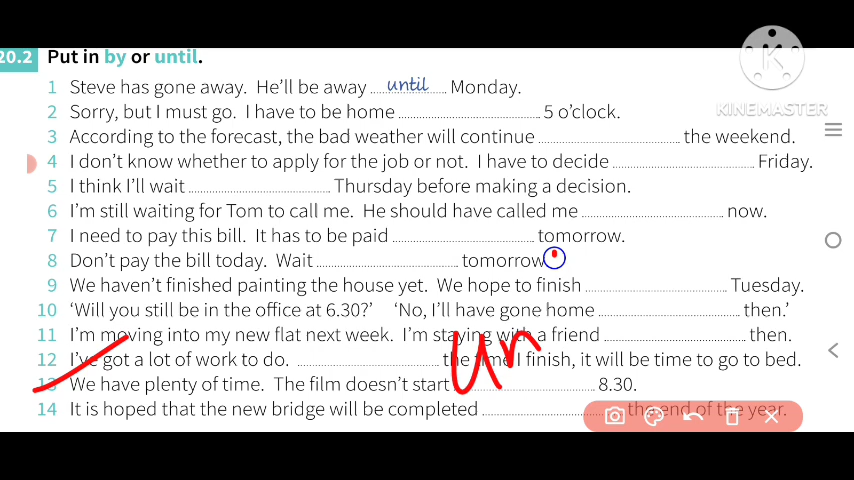 20.2 Put in by or until.
1 Steve has gone away. He'll be away until Monday.
2 Sorry, but I must go. I have to be home ........ 5 o'clock.
3 According to the forecast, the bad weather will continue ........ the weekend.
4 I don't know whether to apply for the job or not. I have to decide ........ Friday.
5 I think I'll wait ........ Thursday before making a decision.
6 I'm still waiting for Tom to call me. He should have called me ........ now.
7 I need to pay this bill. It has to be paid ........ tomorrow.
8 Don't pay the bill today. Wait ........ tomorrow
9 We haven't finished painting the house yet. We hope to finish ........ Tuesday.
10 'Will you still be in the office at 6.30?' 'No, I'll have gone home ........ then.'
11 I'm moving into my new flat next week. I'm staying with a friend ........ then.
12 I've got a lot of work to do. ........ the time I finish, it will be time to go to bed.
13 We have plenty of time. The film doesn't start un ........ 8.30.
14 It is hoped that the new bridge will be completed ........ the end of the year.
KINEMASTER